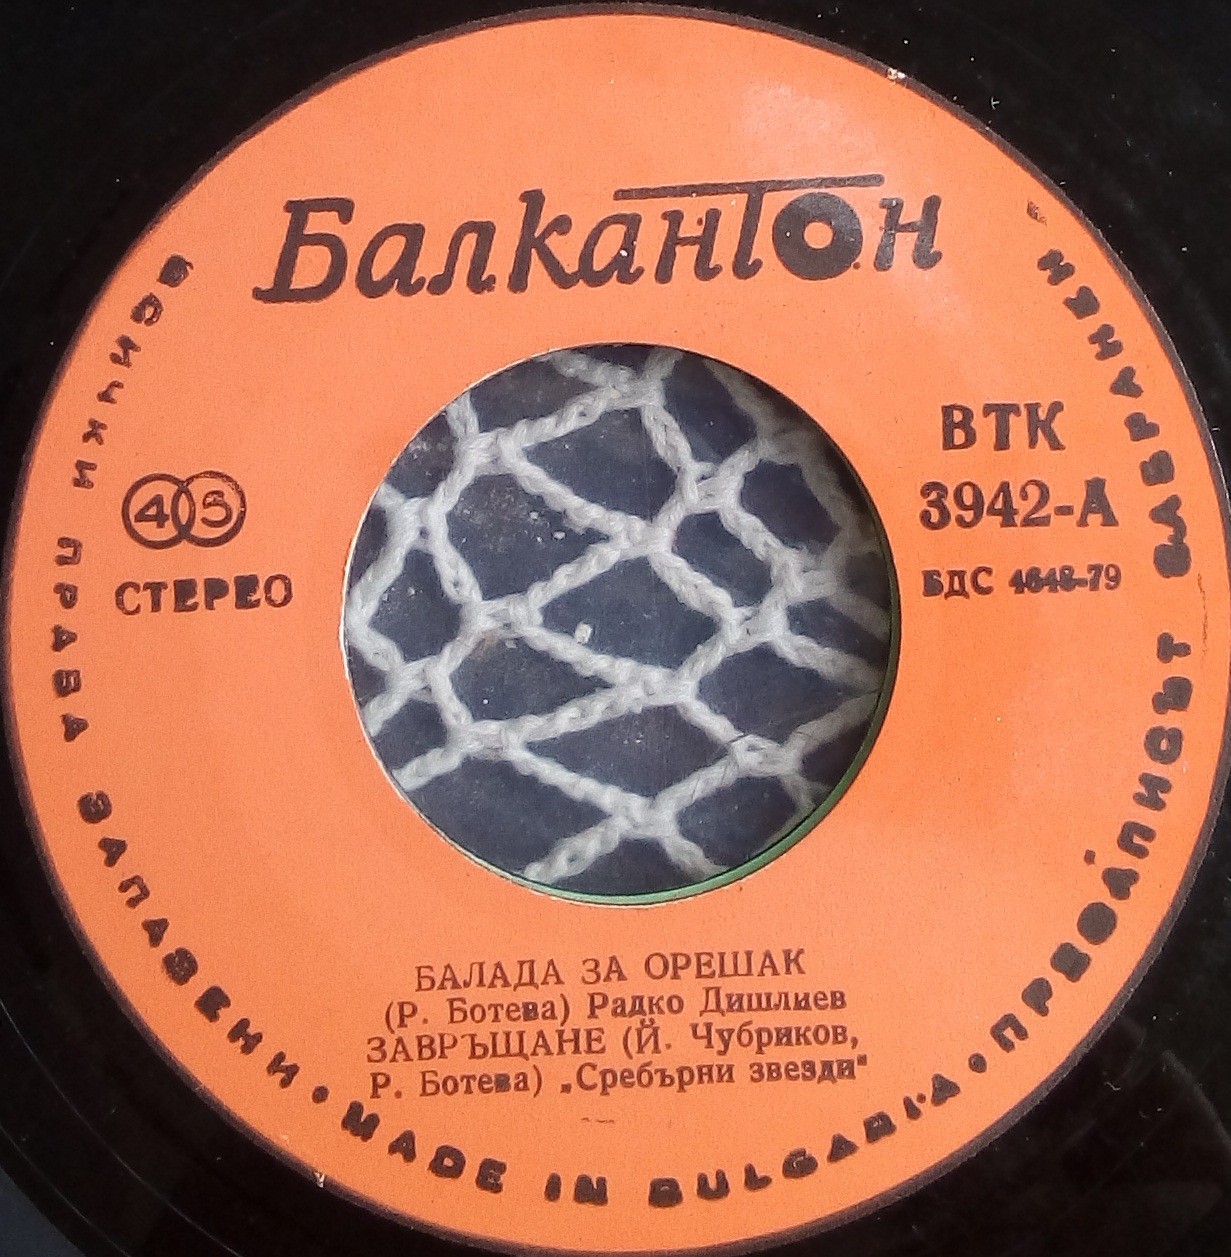 Балкантон
ВТК
3942-А
БДС 4648-79
45
СТЕРЕО
БАЛАДА ЗА ОРЕШАК
(Р. Ботева) Радко Дишлиев
ЗАВРЪЩАНЕ (Й. Чубриков,
Р. Ботева) „Сребърни звезди“
ВСИЧКИ ПРАВА ЗАПАЗЕНИ • MADE IN BULGARIA • ПРЕЗАПИСЪТ ЗАБРАНЕН